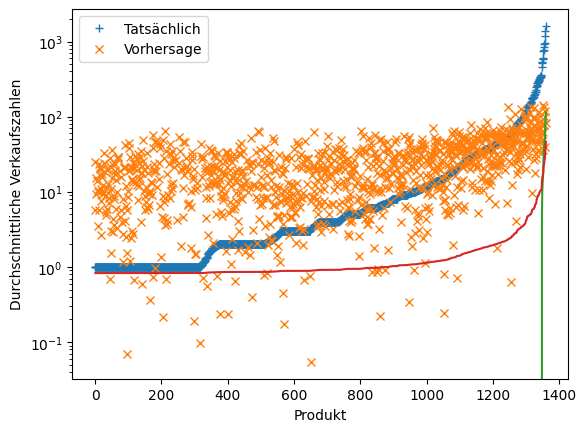 Tatsächlich
Vorhersage
10³
10²
10¹
10⁰
10⁻¹
Durchschnittliche Verkaufszahlen
0 200 400 600 800 1000 1200 1400
Produkt